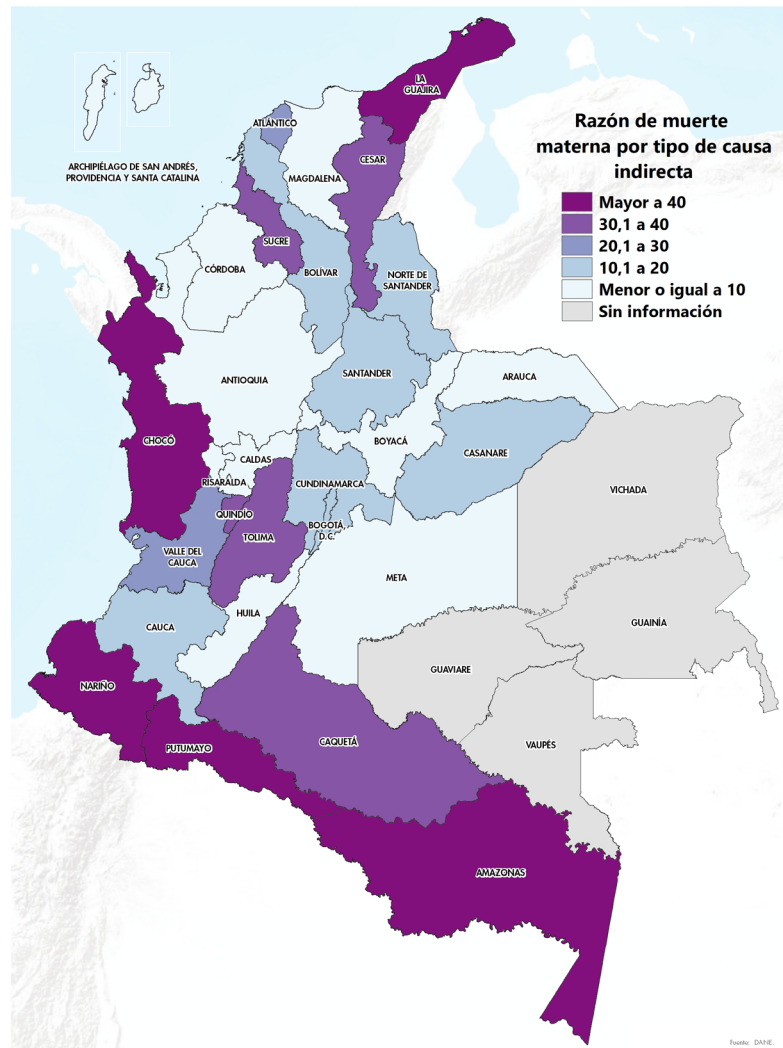 LA
GUAJIRA
ATLÁNTICO
CESAR
MAGDALENA
ARCHIPIÉLAGO DE SAN ANDRÉS,
PROVIDENCIA Y SANTA CATALINA
Razón de muerte
materna por tipo de causa
indirecta
Mayor a 40
30,1 a 40
20,1 a 30
10,1 a 20
Menor o igual a 10
Sin información
SUCRE
CÓRDOBA
BOLÍVAR
NORTE DE
SANTANDER
ANTIOQUIA
SANTANDER
ARAUCA
CHOCÓ
BOYACÁ
CASANARE
CALDAS
RISARALDA
CUNDINAMARCA
VICHADA
QUINDÍO
BOGOTÁ,
D.C.
TOLIMA
VALLE DEL
CAUCA
META
HUILA
CAUCA
GUAINÍA
GUAVIARE
NARIÑO
PUTUMAYO
CAQUETÁ
VAUPÉS
AMAZONAS
Fuente: DANE.